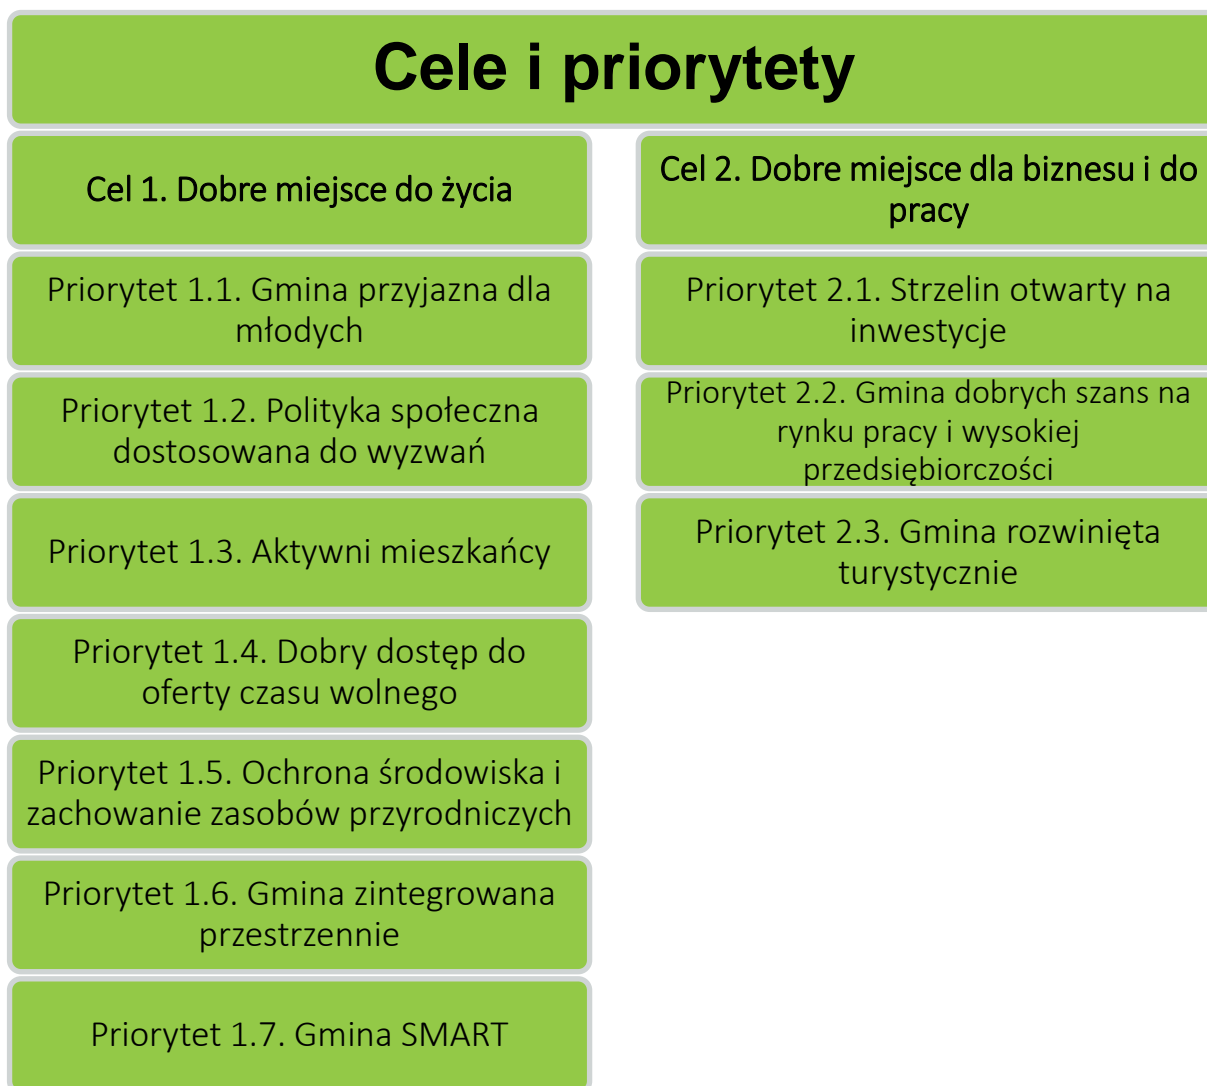 Cele i priorytety
Cel 1. Dobre miejsce do życia
Priorytet 1.1. Gmina przyjazna dla
młodych
Priorytet 1.2. Polityka społeczna
dostosowana do wyzwań
Priorytet 1.3. Aktywni mieszkańcy
Priorytet 1.4. Dobry dostęp do
oferty czasu wolnego
Priorytet 1.5. Ochrona środowiska i
zachowanie zasobów przyrodniczych
Priorytet 1.6. Gmina zintegrowana
przestrzennie
Priorytet 1.7. Gmina SMART
Cel 2. Dobre miejsce dla biznesu i do
pracy
Priorytet 2.1. Strzelin otwarty na
inwestycje
Priorytet 2.2. Gmina dobrych szans na
rynku pracy i wysokiej
przedsiębiorczości
Priorytet 2.3. Gmina rozwinięta
turystycznie